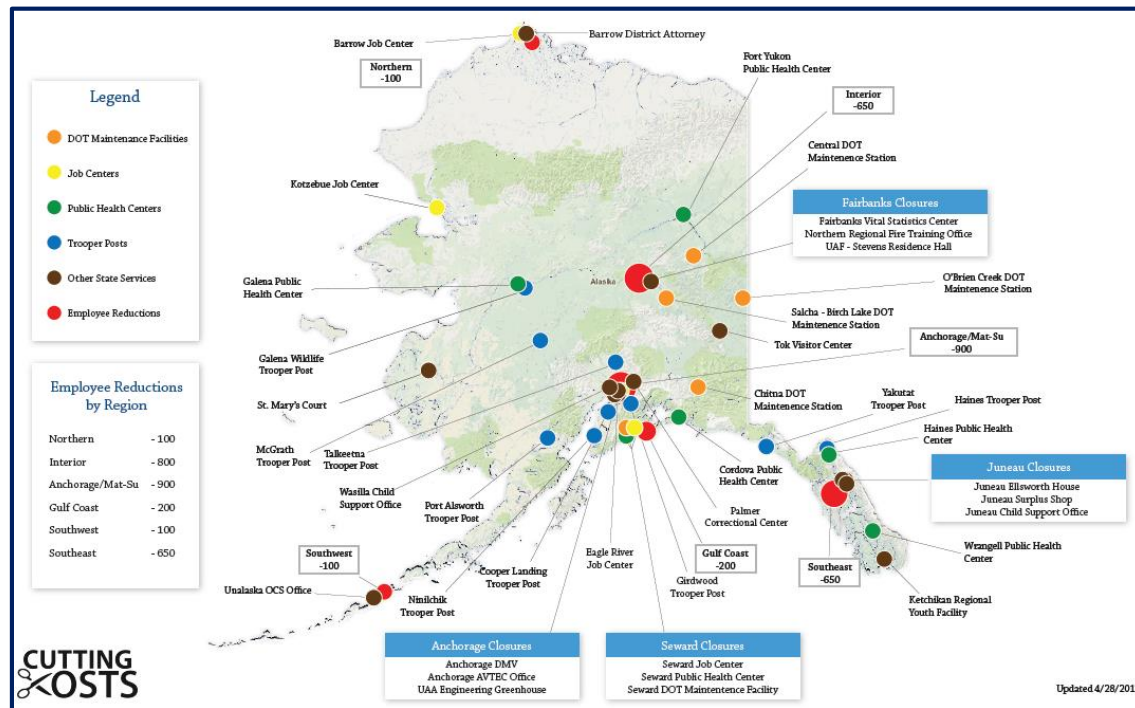 Barrow Job Center
Barrow District Attorney
Northern
-100
Fort Yukon
Public Health Center
Interior
-650
Central DOT
Maintenence Station
Legend
DOT Maintenance Facilities
Job Centers
Public Health Centers
Trooper Posts
Other State Services
Employee Reductions
Kotzebue Job Center
Fairbanks Closures
Fairbanks Vital Statistics Center
Northern Regional Fire Training Office
UAF - Stevens Residence Hall
Galena Public
Health Center
Alaska
O'Brien Creek DOT
Maintenence Station
Salcha - Birch Lake DOT
Maintenence Station
Tok Visitor Center
Galena Wildlife
Trooper Post
Anchorage/Mat-Su
-900
Employee Reductions
by Region
Northern - 100
Interior - 800
Anchorage/Mat-Su - 900
Gulf Coast - 200
Southwest - 100
Southeast - 650
St. Mary's Court
McGrath
Trooper Post
Talkeetna
Trooper Post
Wasilla Child
Support Office
Port Alsworth
Trooper Post
Chitna DOT
Maintenence Station
Yakutat
Trooper Post
Haines Trooper Post
Haines Public Health
Center
Cordova Public
Health Center
Palmer
Correctional Center
Juneau Closures
Juneau Ellsworth House
Juneau Surplus Shop
Juneau Child Support Office
Wrangell Public Health
Center
Ketchikan Regional
Youth Facility
Southeast
-650
Gulf Coast
-200
Girdwood
Trooper Post
Eagle River
Job Center
Cooper Landing
Trooper Post
Ninilchik
Trooper Post
Southwest
-100
Unalaska OCS Office
Anchorage Closures
Anchorage DMV
Anchorage AVTEC Office
UAA Engineering Greenhouse
Seward Closures
Seward Job Center
Seward Public Health Center
Seward DOT Maintentence Facility
CUTTING
COSTS
Updated 4/28/201